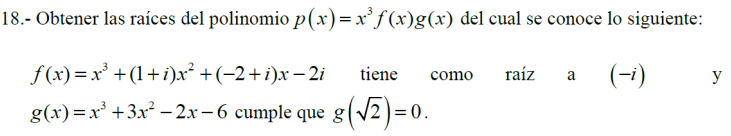 18.- Obtener las raíces del polinomio p(x) = x³ f(x)g(x) del cual se conoce lo siguiente:
f(x) = x³ + (1+i)x² + (−2+i)x − 2i tiene como raíz a (−i) y
g(x) = x³ + 3x² − 2x − 6 cumple que g(√2) = 0.